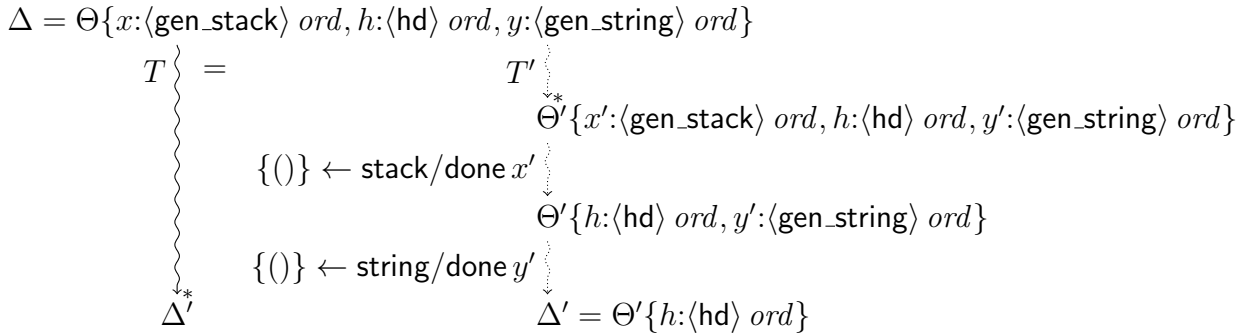 Δ = Θ{x:⟨gen_stack⟩ ord, h:⟨hd⟩ ord, y:⟨gen_string⟩ ord}
T = T′
* Θ′{x′:⟨gen_stack⟩ ord, h:⟨hd⟩ ord, y′:⟨gen_string⟩ ord}
{()} ← stack/done x′
Θ′{h:⟨hd⟩ ord, y′:⟨gen_string⟩ ord}
{()} ← string/done y′
* Δ′ Δ′ = Θ′{h:⟨hd⟩ ord}